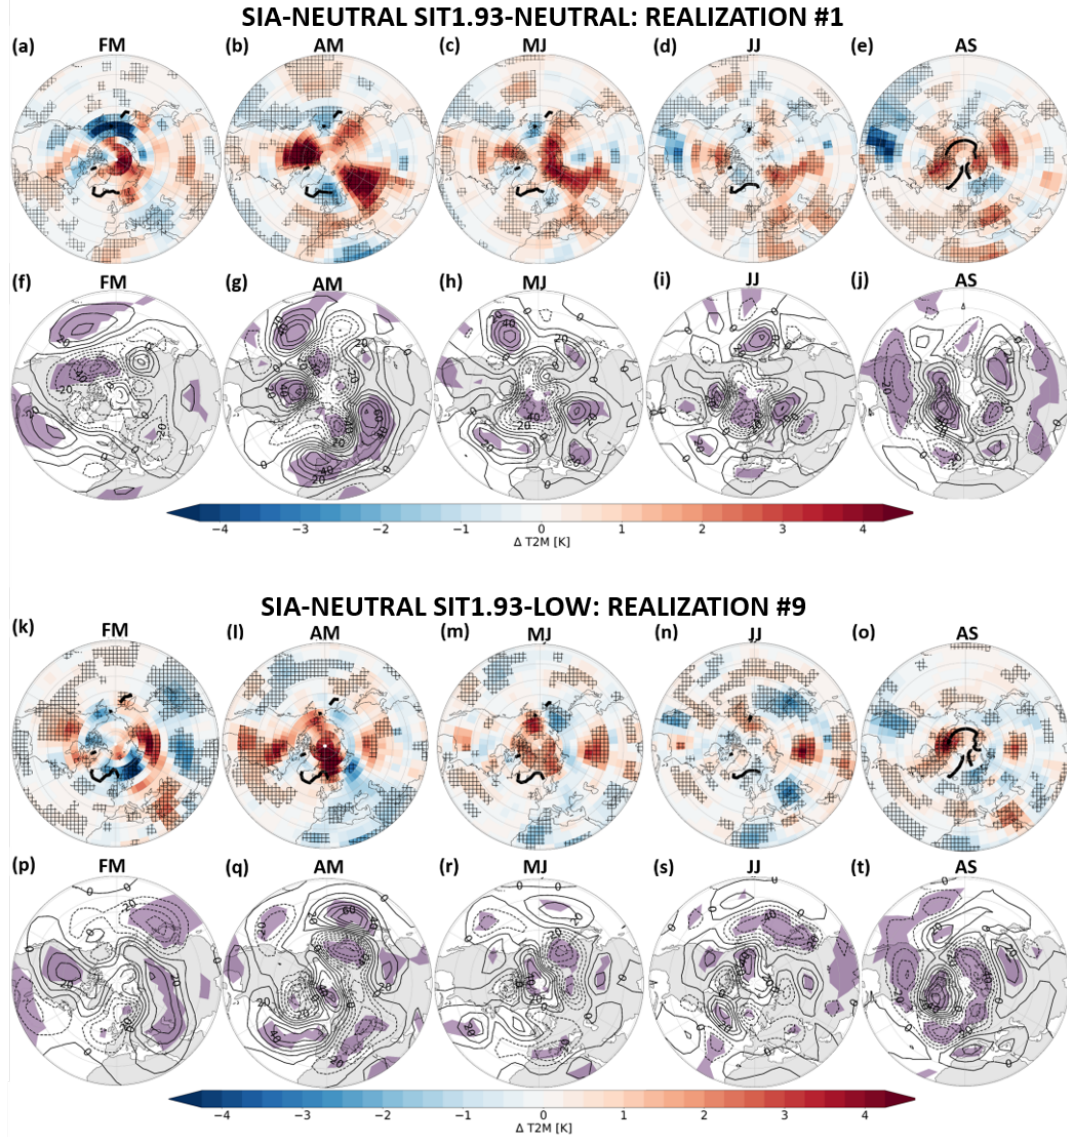 SIA-NEUTRAL SIT1.93-NEUTRAL: REALIZATION #1
(a) FM (b) AM (c) MJ (d) JJ (e) AS
(f) FM (g) AM (h) MJ (i) JJ (j) AS
−4 −3 −2 −1 0 1 2 3 4
Δ T2M [K]
SIA-NEUTRAL SIT1.93-LOW: REALIZATION #9
(k) FM (l) AM (m) MJ (n) JJ (o) AS
(p) FM (q) AM (r) MJ (s) JJ (t) AS
−4 −3 −2 −1 0 1 2 3 4
Δ T2M [K]